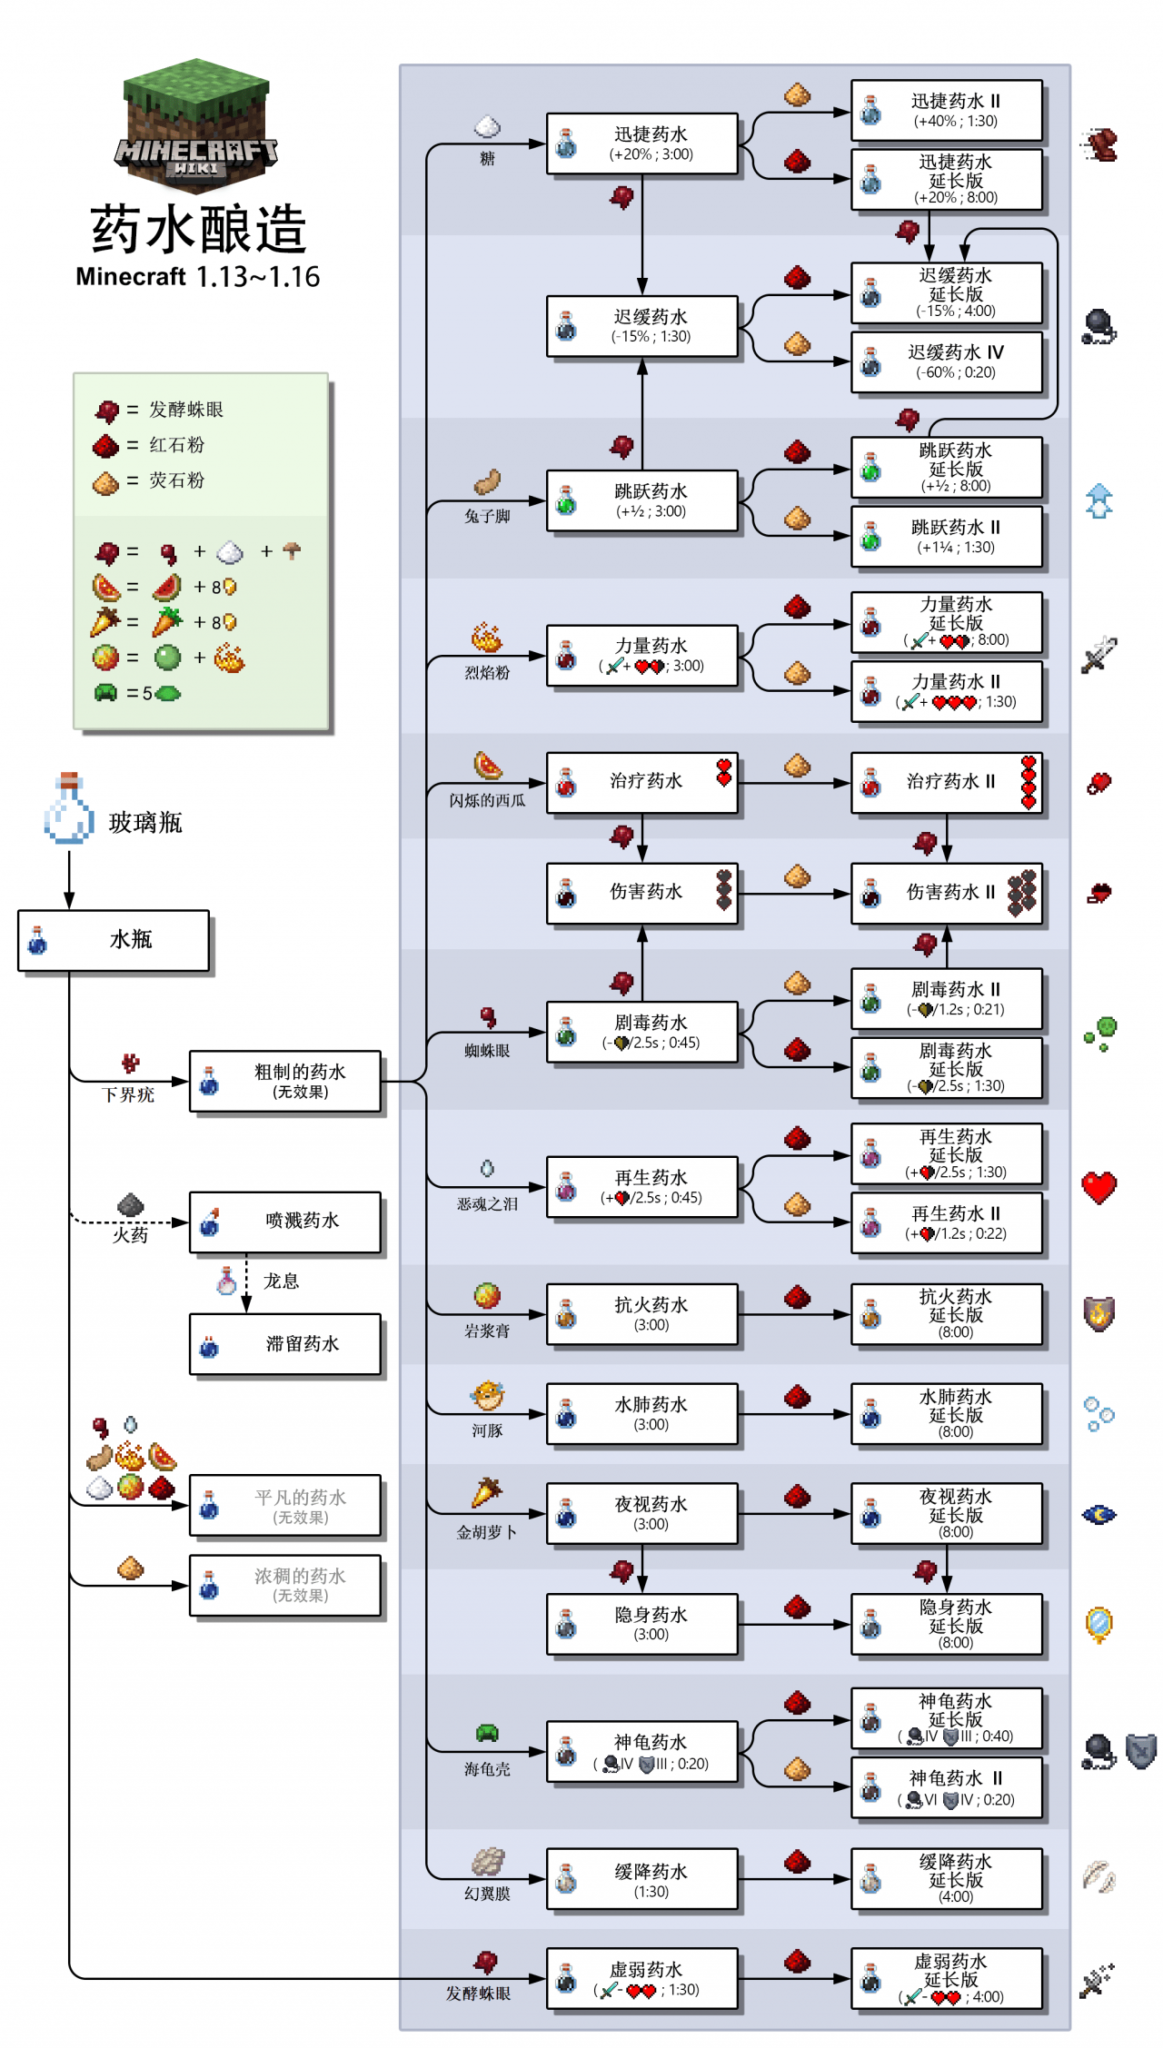 MINECRAFT
WIKI
药水酿造
Minecraft 1.13~1.16
= 发酵蛛眼
= 红石粉
= 荧石粉
= + +
= + 8
= + 8
= +
= 5
玻璃瓶
水瓶
下界疣
粗制的药水
(无效果)
火药
喷溅药水
龙息
滞留药水
平凡的药水
(无效果)
浓稠的药水
(无效果)
糖
迅捷药水
(+20% ; 3:00)
迅捷药水 II
(+40% ; 1:30)
迅捷药水
延长版
(+20% ; 8:00)
迟缓药水
(-15% ; 1:30)
迟缓药水
延长版
(-15% ; 4:00)
迟缓药水 IV
(-60% ; 0:20)
兔子脚
跳跃药水
(+½ ; 3:00)
跳跃药水
延长版
(+½ ; 8:00)
跳跃药水 II
(+1¼ ; 1:30)
烈焰粉
力量药水
( + ; 3:00)
力量药水
延长版
( + ; 8:00)
力量药水 II
( + ; 1:30)
闪烁的西瓜
治疗药水
治疗药水 II
伤害药水
伤害药水 II
蜘蛛眼
剧毒药水
(- /2.5s ; 0:45)
剧毒药水 II
(- /1.2s ; 0:21)
剧毒药水
延长版
(- /2.5s ; 1:30)
恶魂之泪
再生药水
(+ /2.5s ; 0:45)
再生药水
延长版
(+ /2.5s ; 1:30)
再生药水 II
(+ /1.2s ; 0:22)
岩浆膏
抗火药水
(3:00)
抗火药水
延长版
(8:00)
河豚
水肺药水
(3:00)
水肺药水
延长版
(8:00)
金胡萝卜
夜视药水
(3:00)
夜视药水
延长版
(8:00)
隐身药水
(3:00)
隐身药水
延长版
(8:00)
海龟壳
神龟药水
( IV III ; 0:20)
神龟药水
延长版
( IV III ; 0:40)
神龟药水 II
( VI IV ; 0:20)
幻翼膜
缓降药水
(1:30)
缓降药水
延长版
(4:00)
发酵蛛眼
虚弱药水
( - ; 1:30)
虚弱药水
延长版
( - ; 4:00)